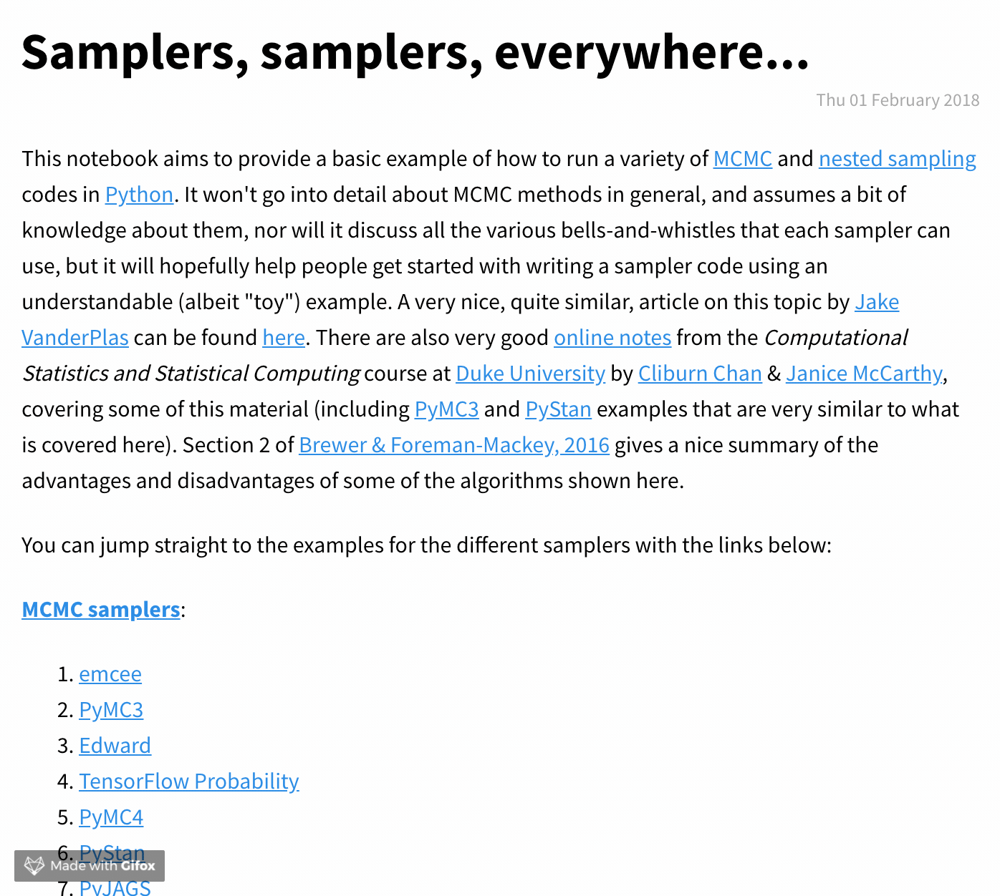 Samplers, samplers, everywhere...
Thu 01 February 2018
This notebook aims to provide a basic example of how to run a variety of MCMC and nested sampling
codes in Python. It won't go into detail about MCMC methods in general, and assumes a bit of
knowledge about them, nor will it discuss all the various bells-and-whistles that each sampler can
use, but it will hopefully help people get started with writing a sampler code using an
understandable (albeit "toy") example. A very nice, quite similar, article on this topic by Jake
VanderPlas can be found here. There are also very good online notes from the Computational
Statistics and Statistical Computing course at Duke University by Cliburn Chan & Janice McCarthy,
covering some of this material (including PyMC3 and PyStan examples that are very similar to what
is covered here). Section 2 of Brewer & Foreman-Mackey, 2016 gives a nice summary of the
advantages and disadvantages of some of the algorithms shown here.
You can jump straight to the examples for the different samplers with the links below:
MCMC samplers:
1. emcee
2. PyMC3
3. Edward
4. TensorFlow Probability
5. PyMC4
6. PyStan
Made with Gifox
7. PyJAGS